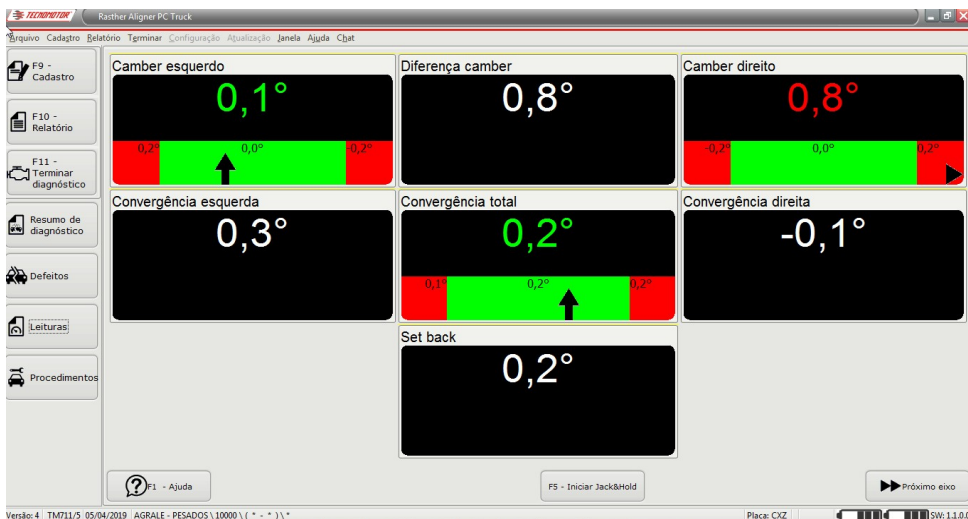 TECNOMOTOR Rasther Aligner PC Truck
Arquivo Cadastro Relatório Terminar Configuração Atualização Janela Ajuda Chat
F9 -
Cadastro
F10 -
Relatório
F11 -
Terminar
diagnóstico
Resumo de
diagnóstico
Defeitos
Leituras
Procedimentos
Camber esquerdo
0,1°
0,2° 0,0° -0,2°
Diferença camber
0,8°
Camber direito
0,8°
-0,2° 0,0° 0,2°
Convergência esquerda
0,3°
Convergência total
0,2°
0,1° 0,2° 0,2°
Convergência direita
-0,1°
Set back
0,2°
F1 - Ajuda
F5 - Iniciar Jack&Hold
Próximo eixo
Versão: 4 TM711/5 05/04/2019 AGRALE - PESADOS \ 10000 \ ( * - * ) \ * Placa: CXZ SW: 1.1.0.0